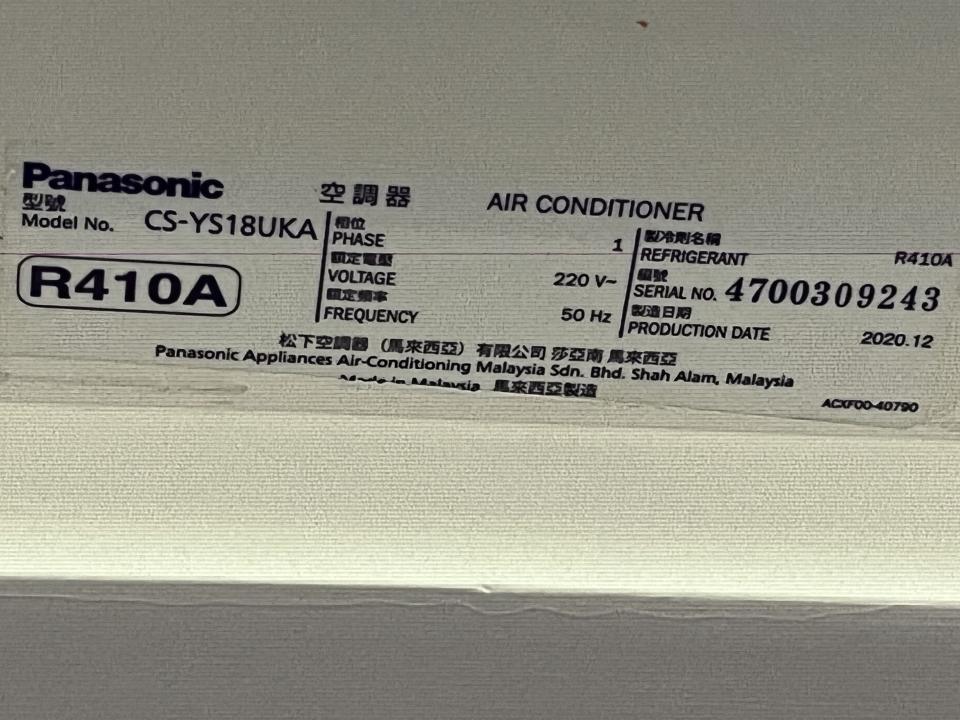 Panasonic 空調器 AIR CONDITIONER
型號
Model No. CS-YS18UKA
R410A
相位
PHASE 1
額定電壓
VOLTAGE 220 V~
額定頻率
FREQUENCY 50 Hz
製冷劑名稱
REFRIGERANT R410A
編號
SERIAL NO. 4700309243
製造日期
PRODUCTION DATE 2020.12
松下空調器（馬來西亞）有限公司 莎亞南 馬來西亞
Panasonic Appliances Air-Conditioning Malaysia Sdn. Bhd. Shah Alam, Malaysia
Made in Malaysia 馬來西亞製造
ACXF00-40790